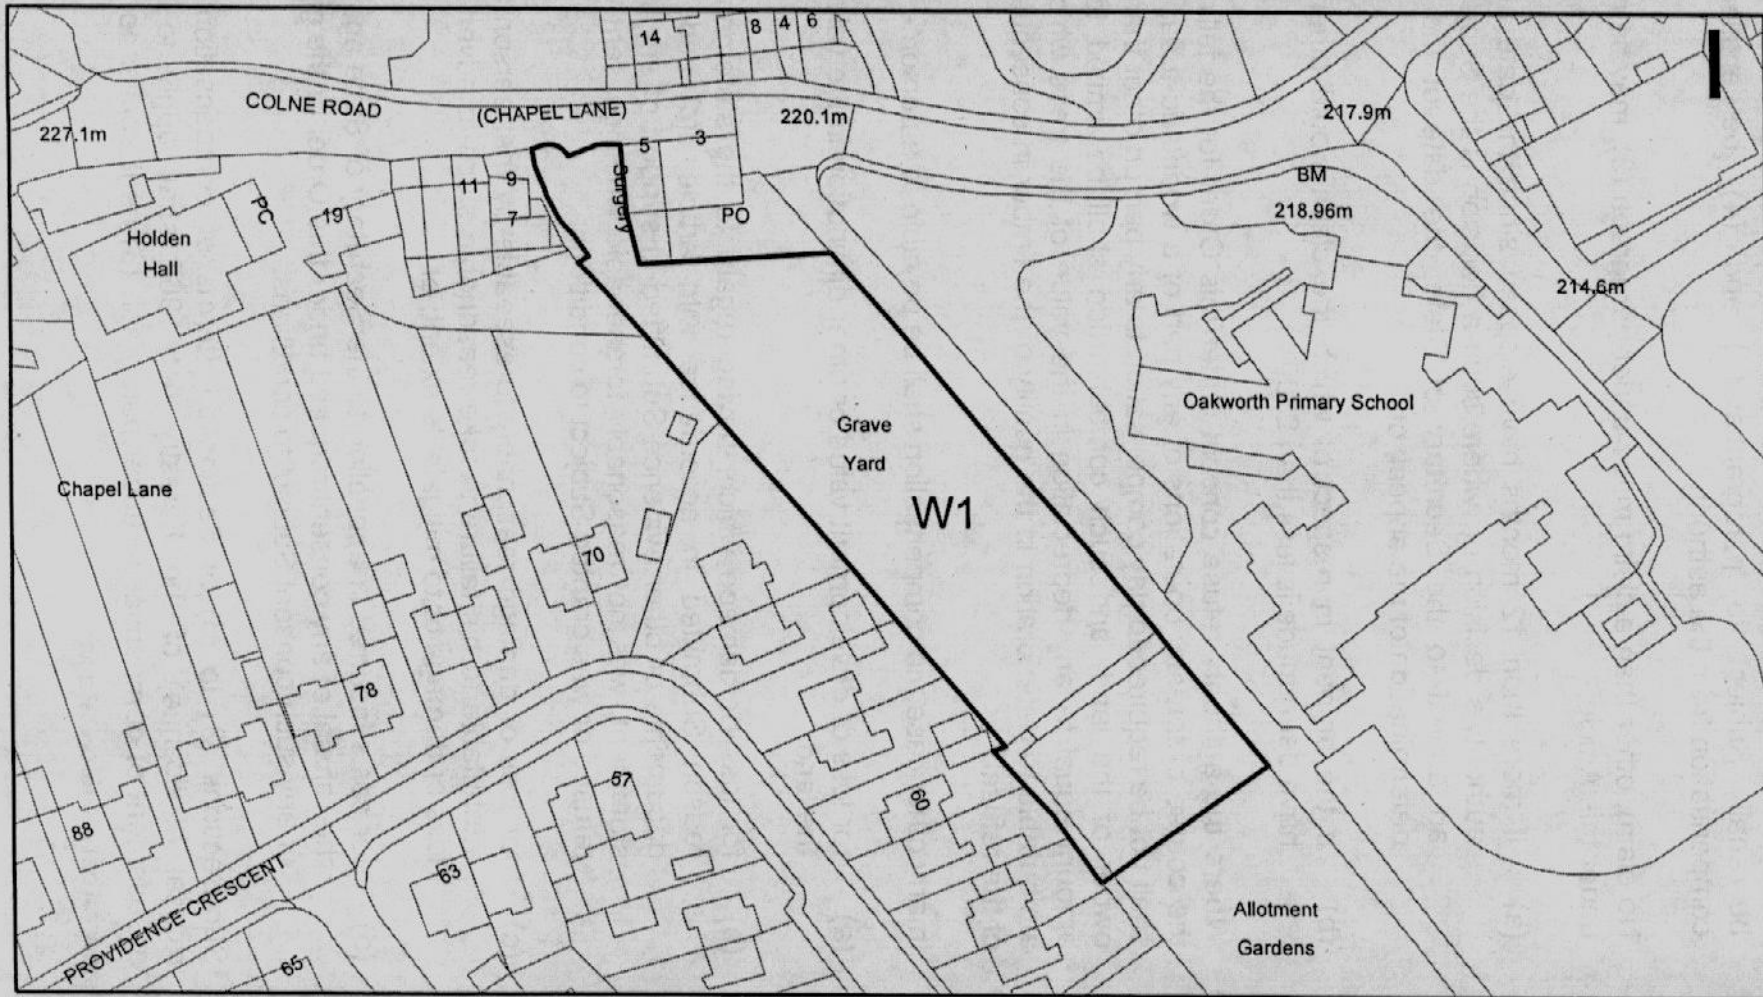 14
8
4
6
COLNE ROAD
(CHAPEL LANE)
227.1m
220.1m
217.9m
5
3
Surgery
PO
11
9
7
19
PC
Holden
Hall
BM
218.96m
214.6m
Oakworth Primary School
Grave
Yard
W1
Chapel Lane
70
78
88
57
60
63
65
PROVIDENCE CRESCENT
Allotment
Gardens